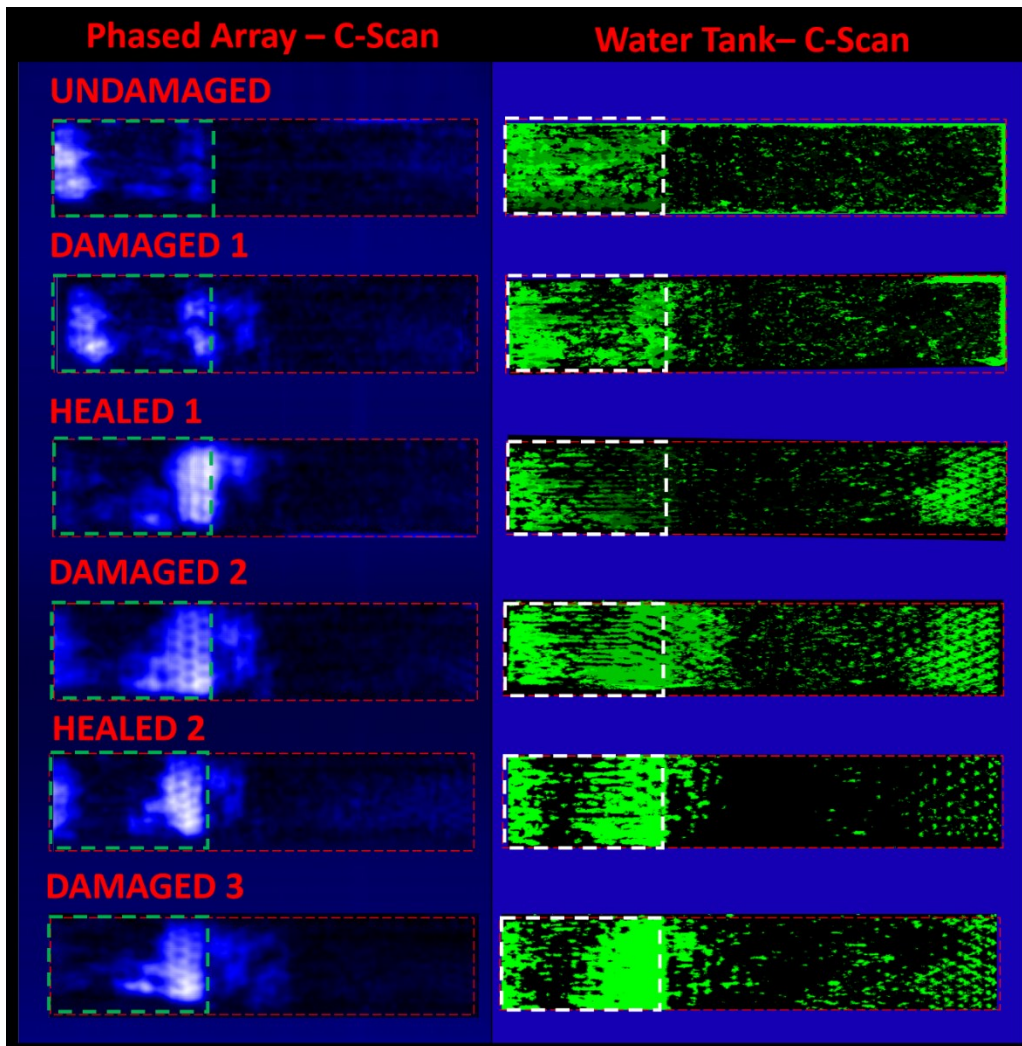 Phased Array – C-Scan
Water Tank– C-Scan
UNDAMAGED
DAMAGED 1
HEALED 1
DAMAGED 2
HEALED 2
DAMAGED 3